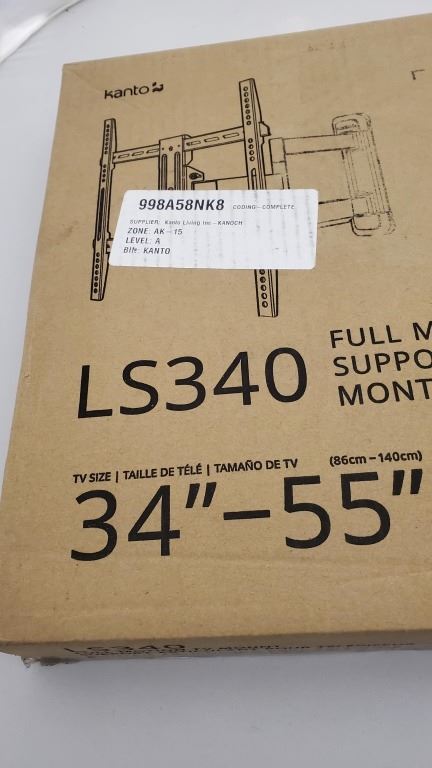 kanto
998A58NK8 CODING--COMPLETE
SUPPLIER: Kanto Living Inc --KANOCH
ZONE: AK--15
LEVEL: A
BIN: KANTO
LS340
FULL M
SUPPO
MONT
TV SIZE | TAILLE DE TÉLÉ | TAMAÑO DE TV (86cm – 140cm)
34” – 55”
LS340